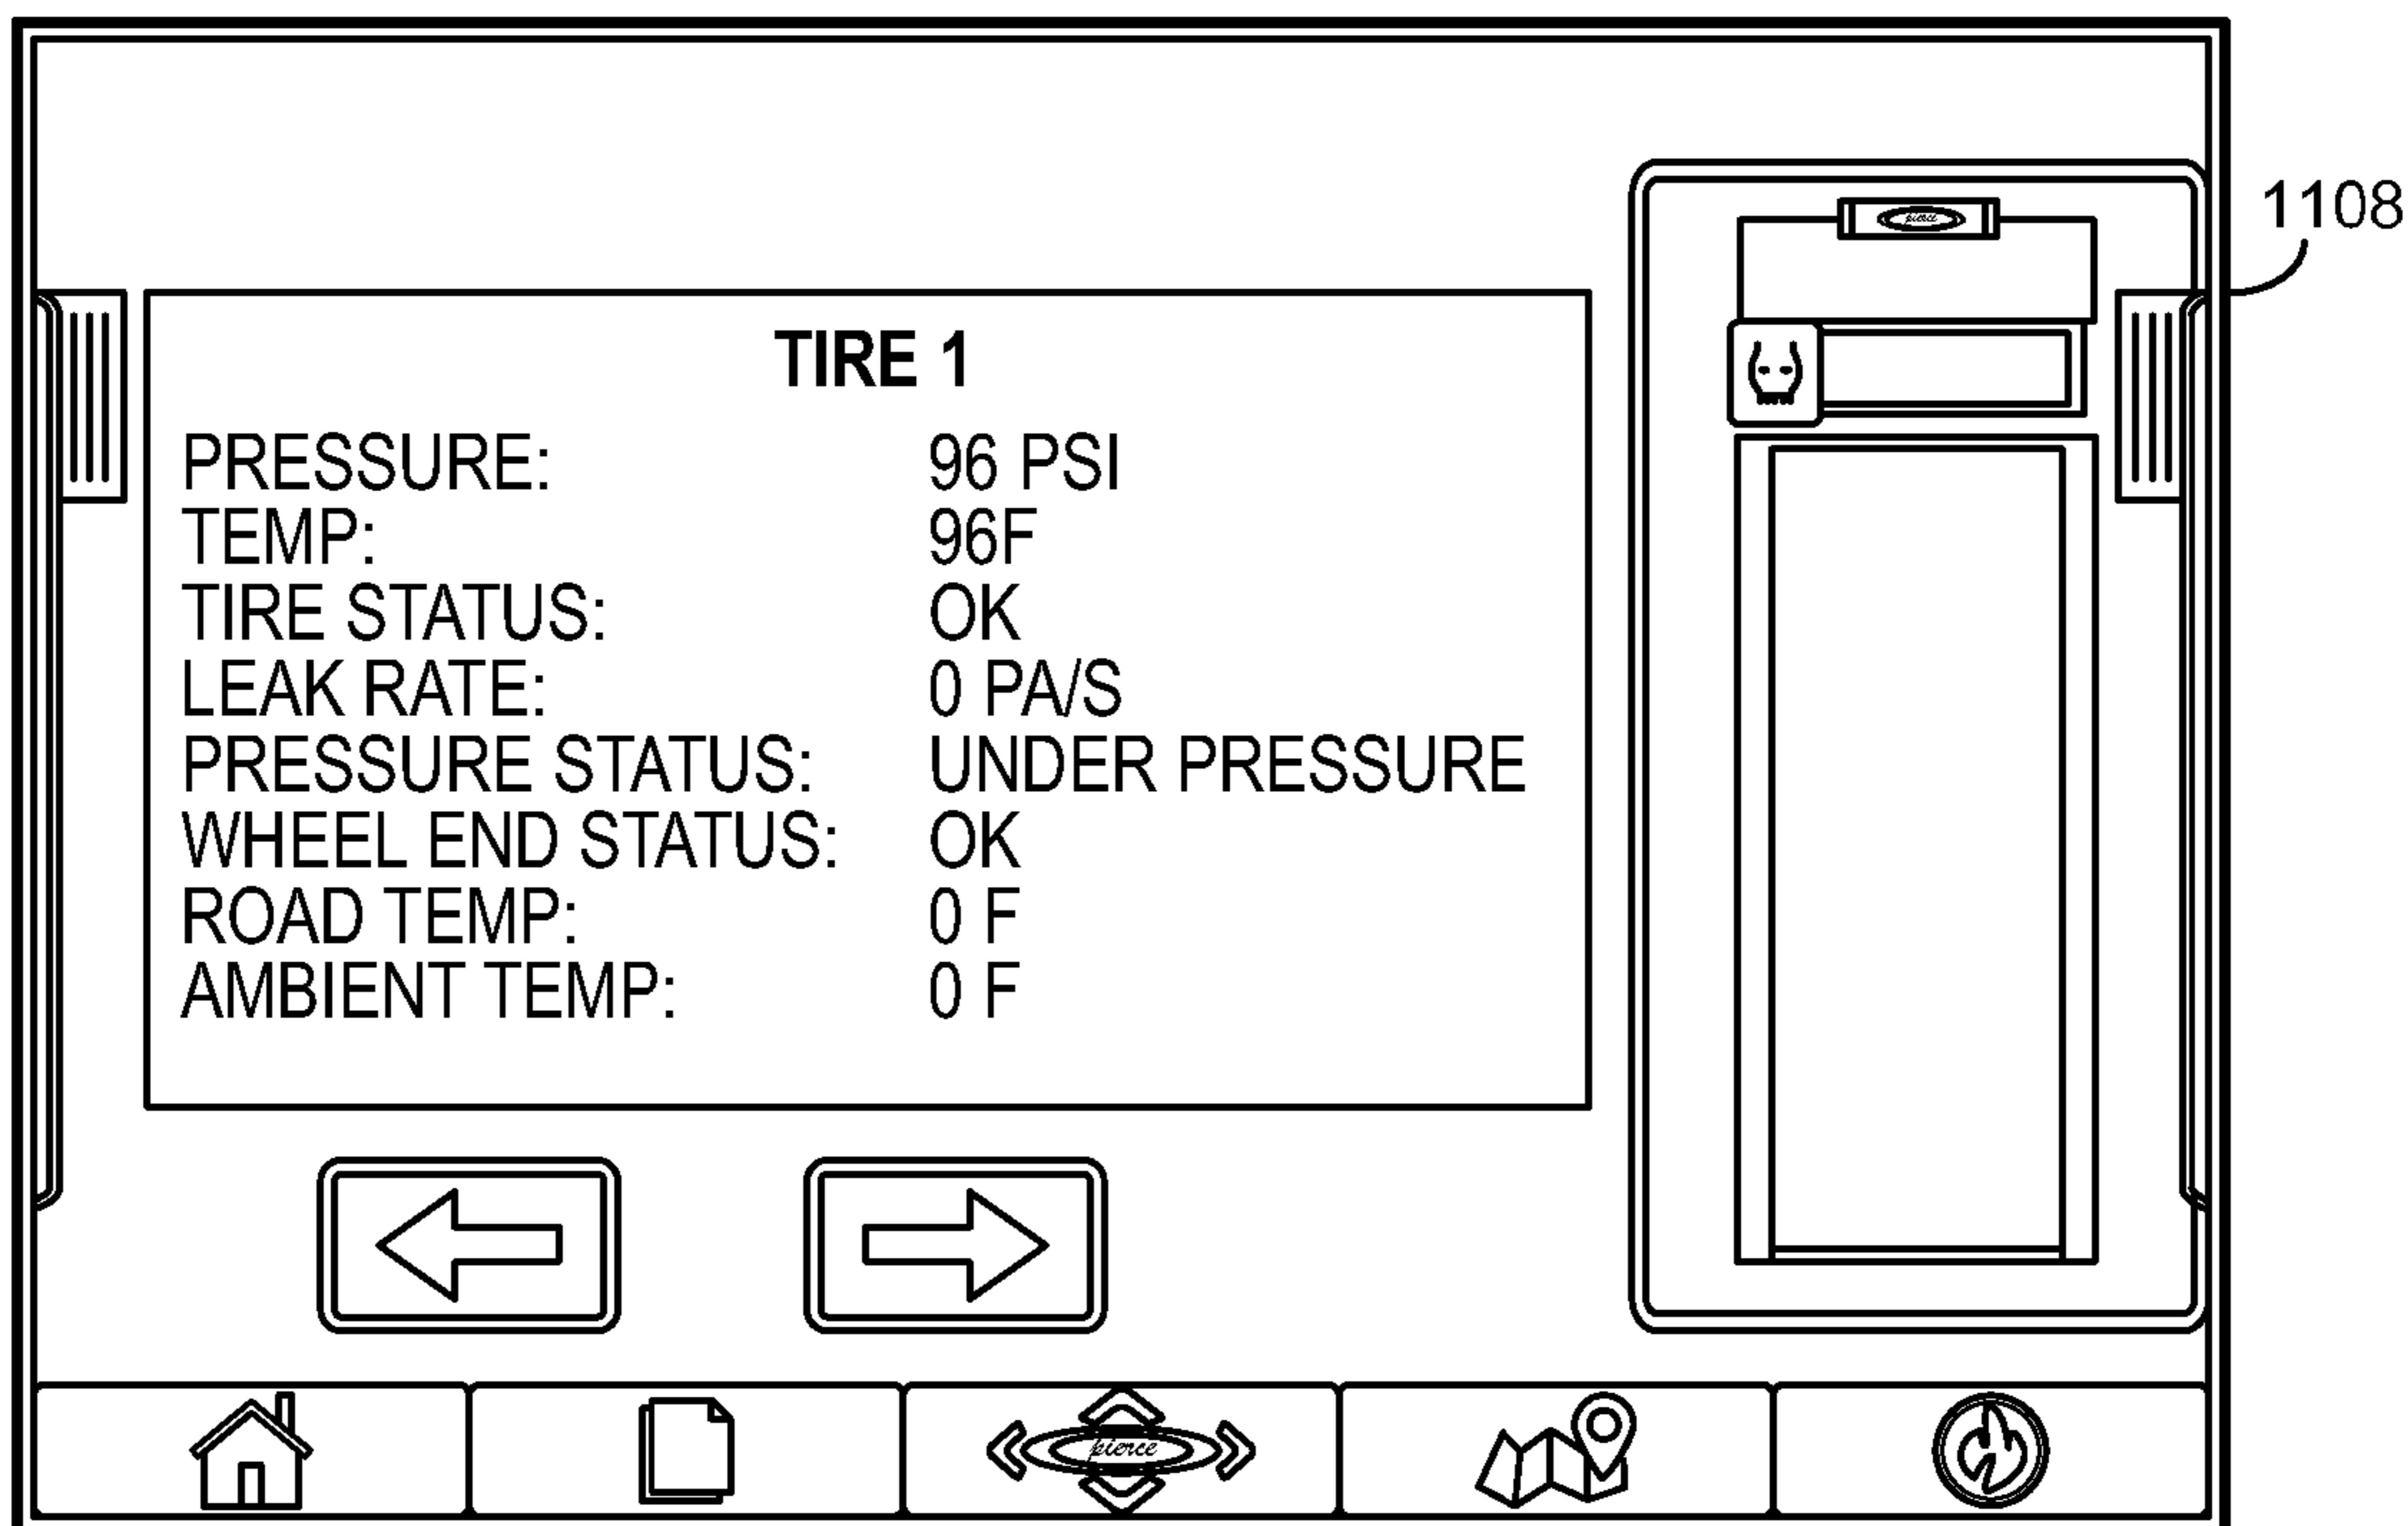 1108
pierce
TIRE 1
PRESSURE: 96 PSI
TEMP: 96F
TIRE STATUS: OK
LEAK RATE: 0 PA/S
PRESSURE STATUS: UNDER PRESSURE
WHEEL END STATUS: OK
ROAD TEMP: 0 F
AMBIENT TEMP: 0 F
pierce